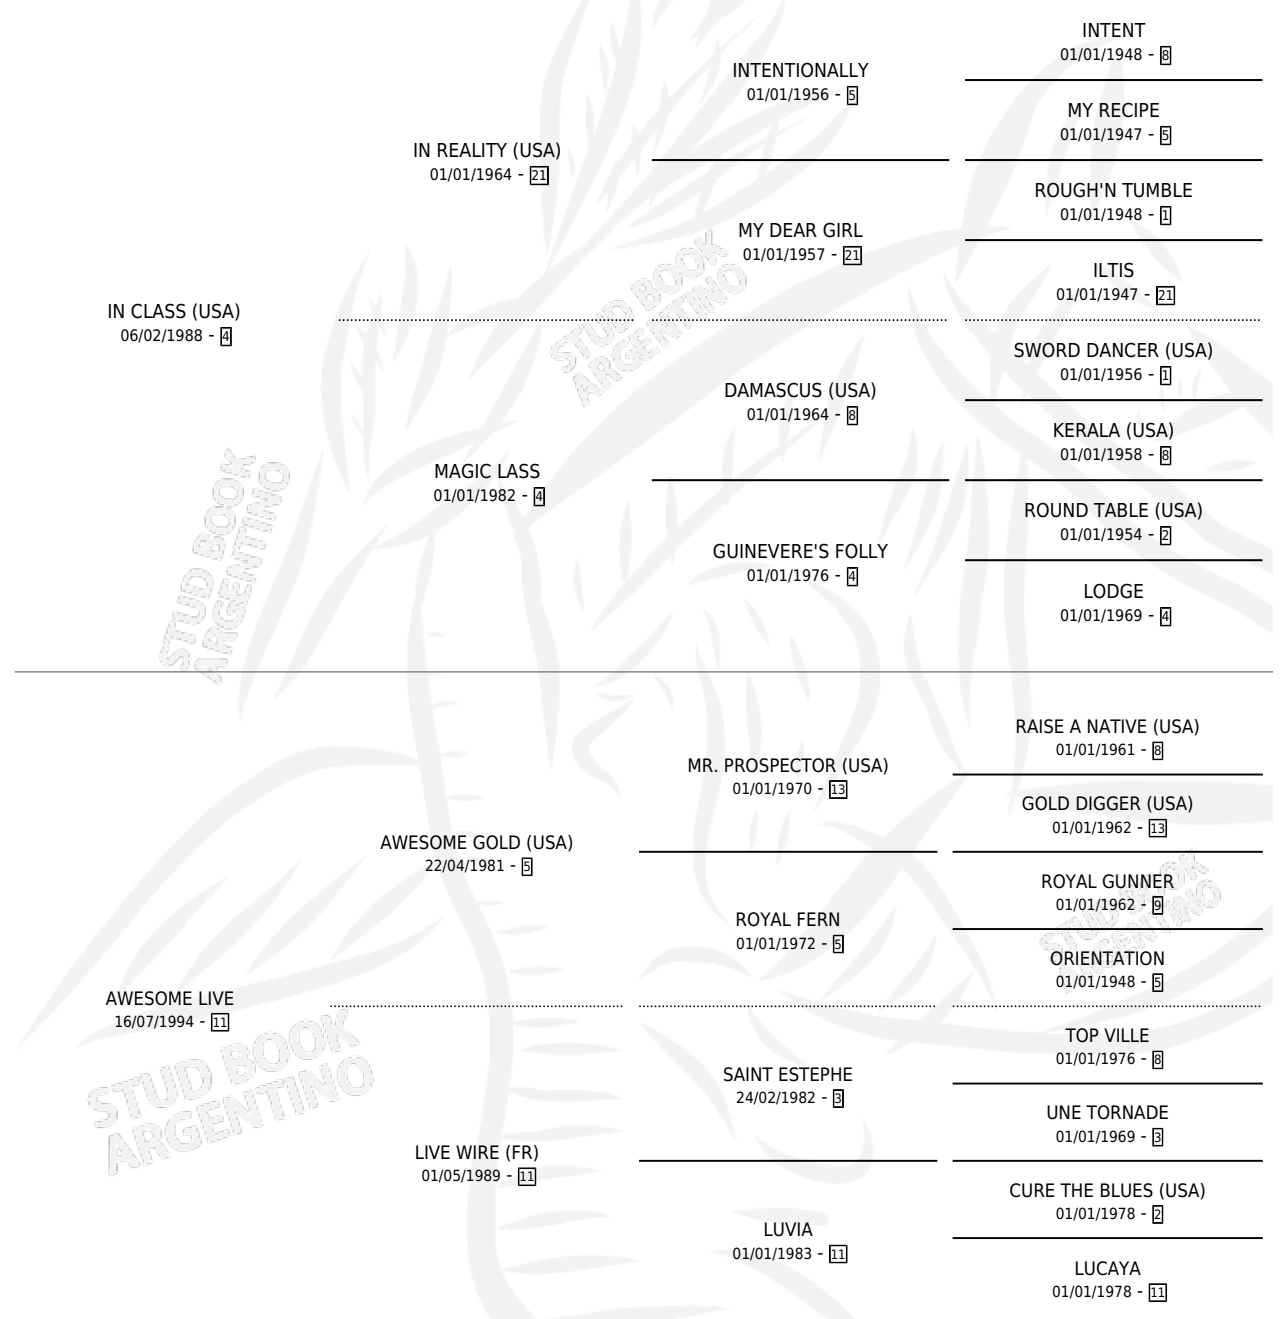 INTENT
01/01/1948 - 8
INTENTIONALLY
01/01/1956 - 5
MY RECIPE
01/01/1947 - 5
IN REALITY (USA)
01/01/1964 - 21
ROUGH'N TUMBLE
01/01/1948 - 1
MY DEAR GIRL
01/01/1957 - 21
ILTIS
01/01/1947 - 21
IN CLASS (USA)
06/02/1988 - 4
SWORD DANCER (USA)
01/01/1956 - 1
DAMASCUS (USA)
01/01/1964 - 8
KERALA (USA)
01/01/1958 - 8
MAGIC LASS
01/01/1982 - 4
ROUND TABLE (USA)
01/01/1954 - 2
GUINEVERE'S FOLLY
01/01/1976 - 4
LODGE
01/01/1969 - 4
RAISE A NATIVE (USA)
01/01/1961 - 8
MR. PROSPECTOR (USA)
01/01/1970 - 13
GOLD DIGGER (USA)
01/01/1962 - 13
AWESOME GOLD (USA)
22/04/1981 - 5
ROYAL GUNNER
01/01/1962 - 9
ROYAL FERN
01/01/1972 - 5
ORIENTATION
01/01/1948 - 5
AWESOME LIVE
16/07/1994 - 11
TOP VILLE
01/01/1976 - 8
SAINT ESTEPHE
24/02/1982 - 3
UNE TORNADE
01/01/1969 - 3
LIVE WIRE (FR)
01/05/1989 - 11
CURE THE BLUES (USA)
01/01/1978 - 2
LUVIA
01/01/1983 - 11
LUCAYA
01/01/1978 - 11
STUD BOOK
ARGENTINO
STUD BOOK
ARGENTINO
STUD BOOK
ARGENTINO
STUD BOOK
ARGENTINO